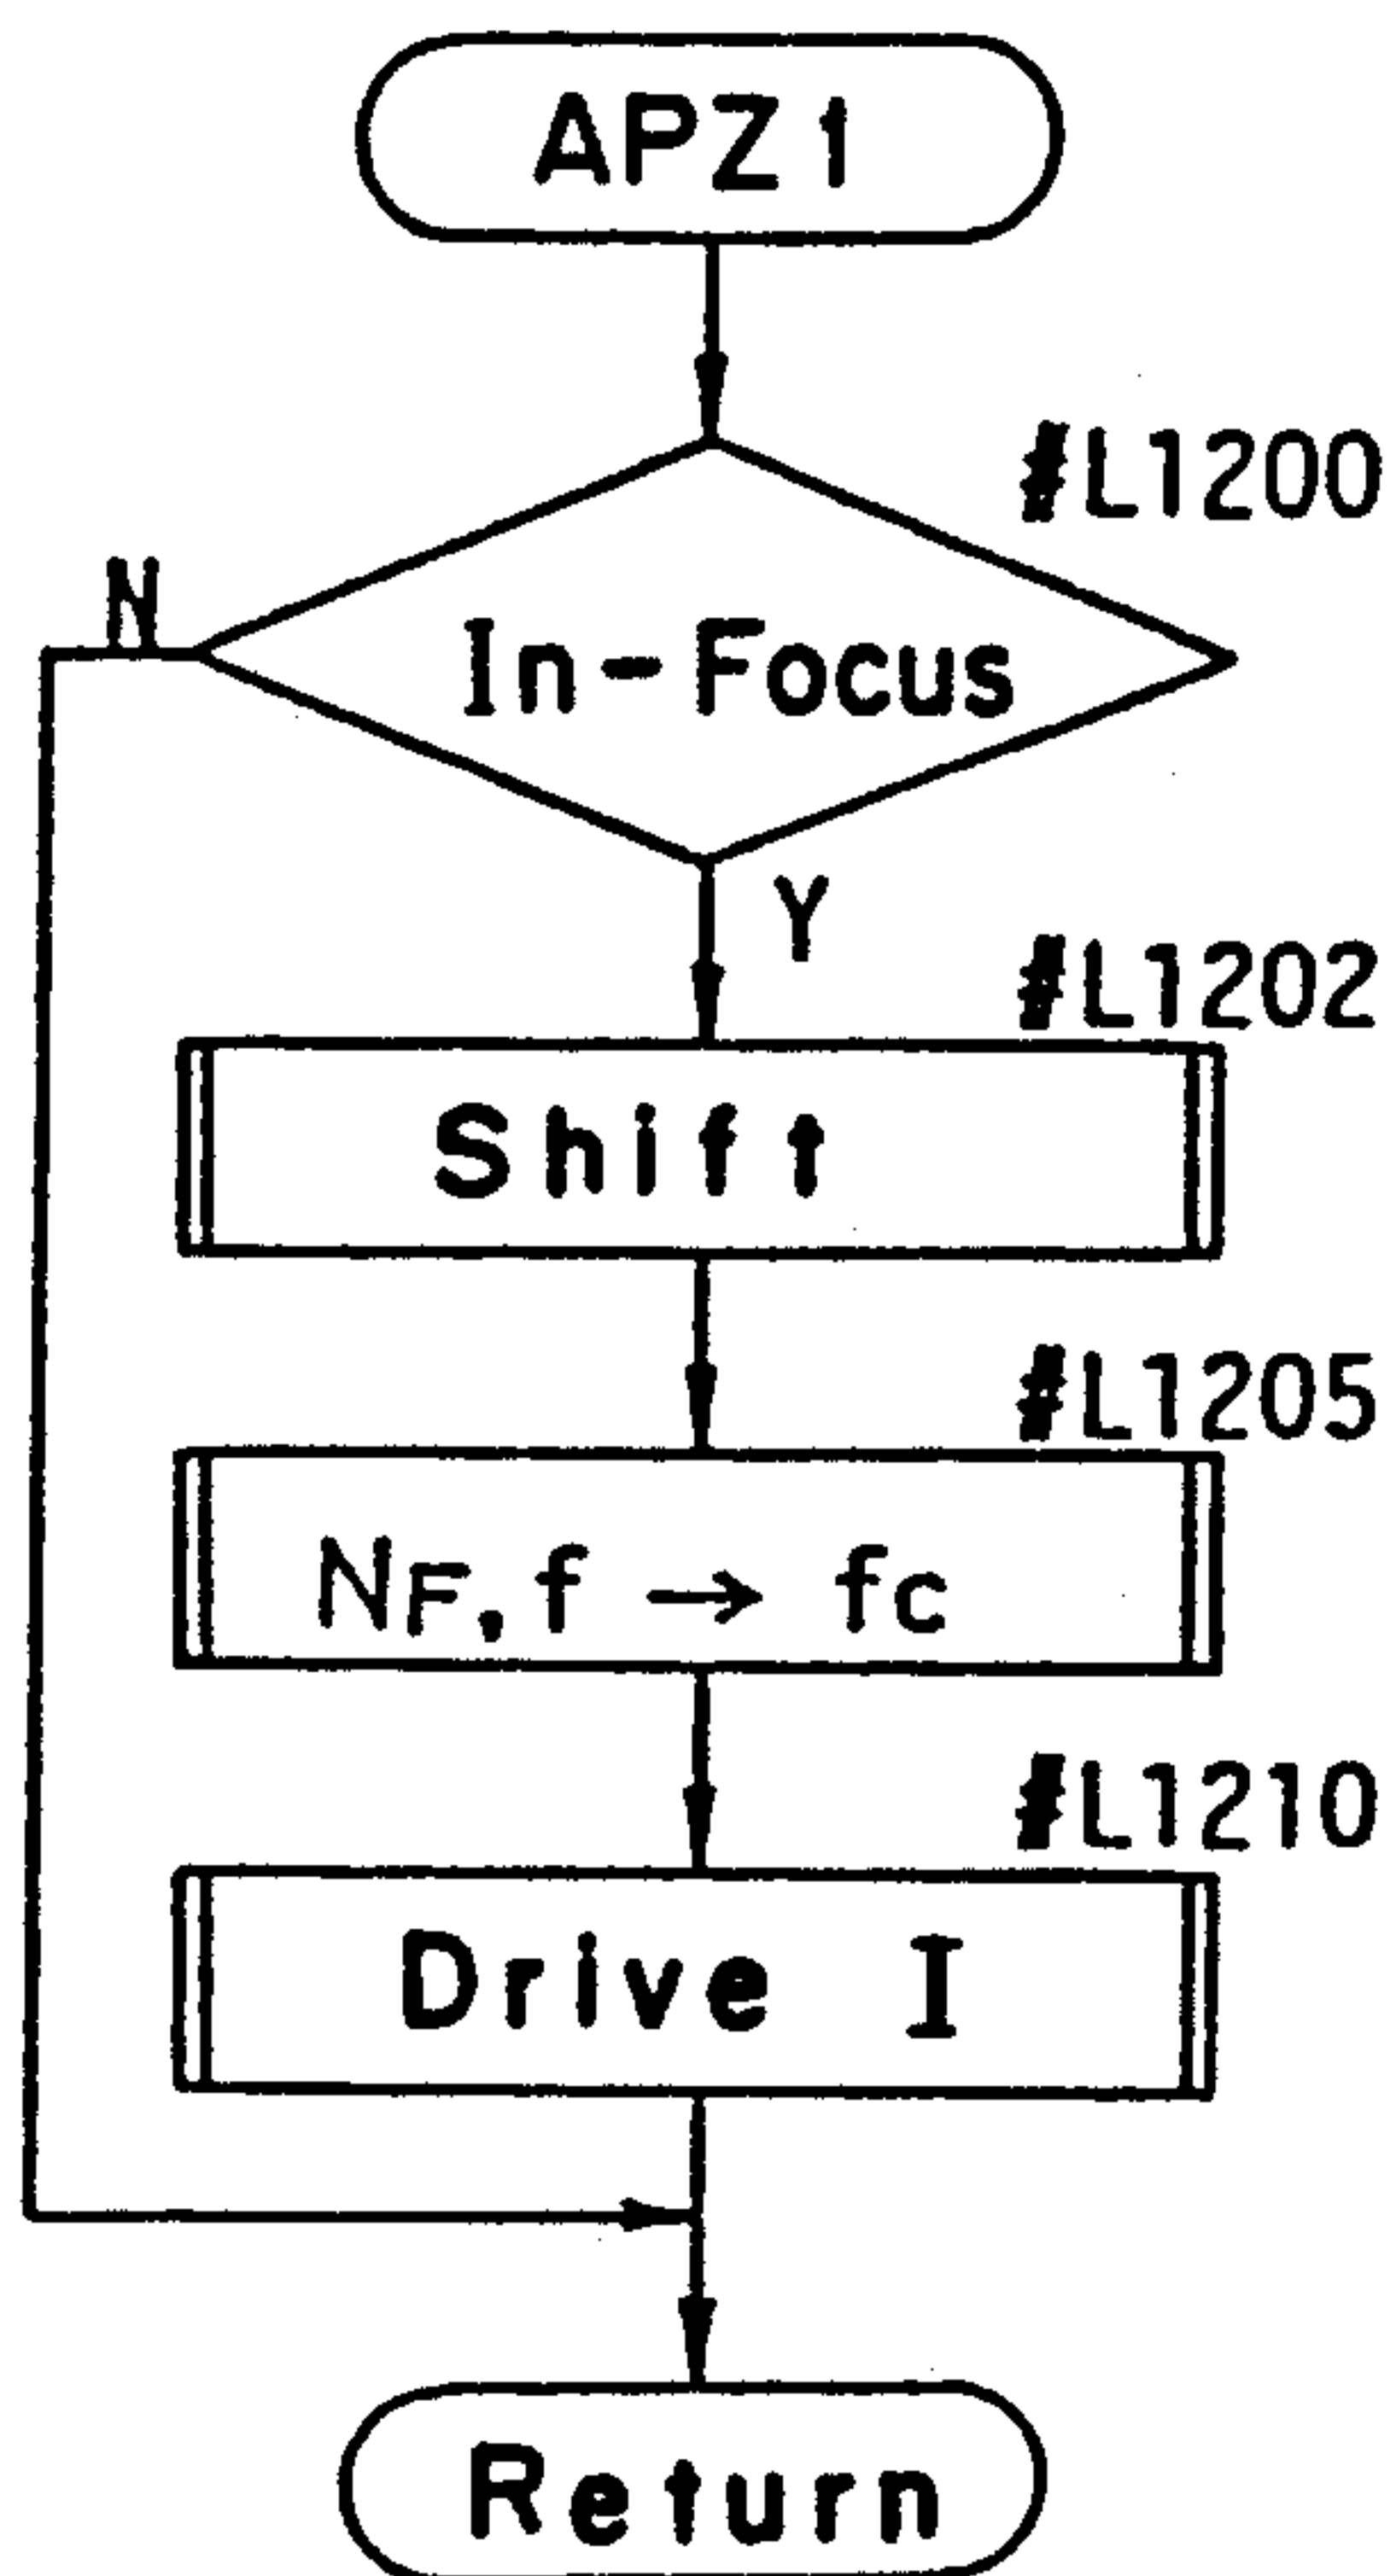 APZ1
#L1200
N
In-Focus
Y
#L1202
Shift
#L1205
NF, f → fc
#L1210
Drive I
Return